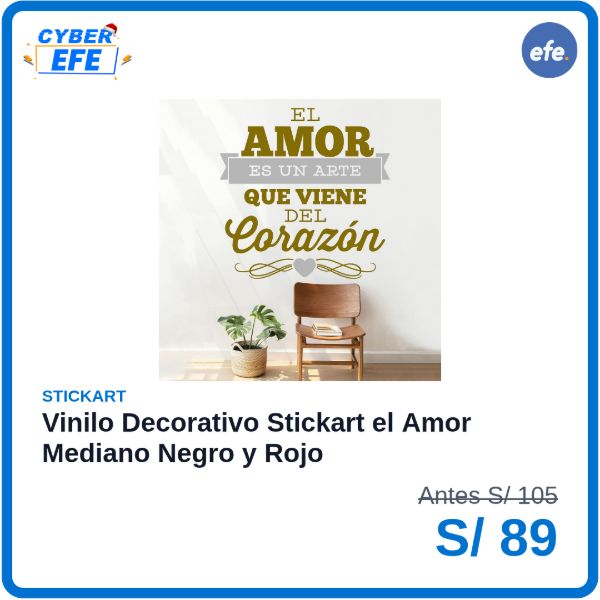 CYBER
EFE
efe.
EL
AMOR
ES UN ARTE
QUE VIENE
DEL
Corazón
STICKART
Vinilo Decorativo Stickart el Amor
Mediano Negro y Rojo
Antes S/ 105
S/ 89